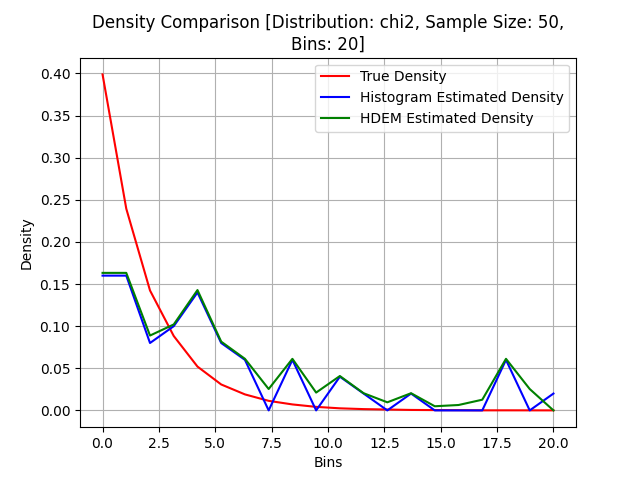 Density Comparison [Distribution: chi2, Sample Size: 50,
Bins: 20]
True Density
Histogram Estimated Density
HDEM Estimated Density
Density
0.40
0.35
0.30
0.25
0.20
0.15
0.10
0.05
0.00
0.0 2.5 5.0 7.5 10.0 12.5 15.0 17.5 20.0
Bins